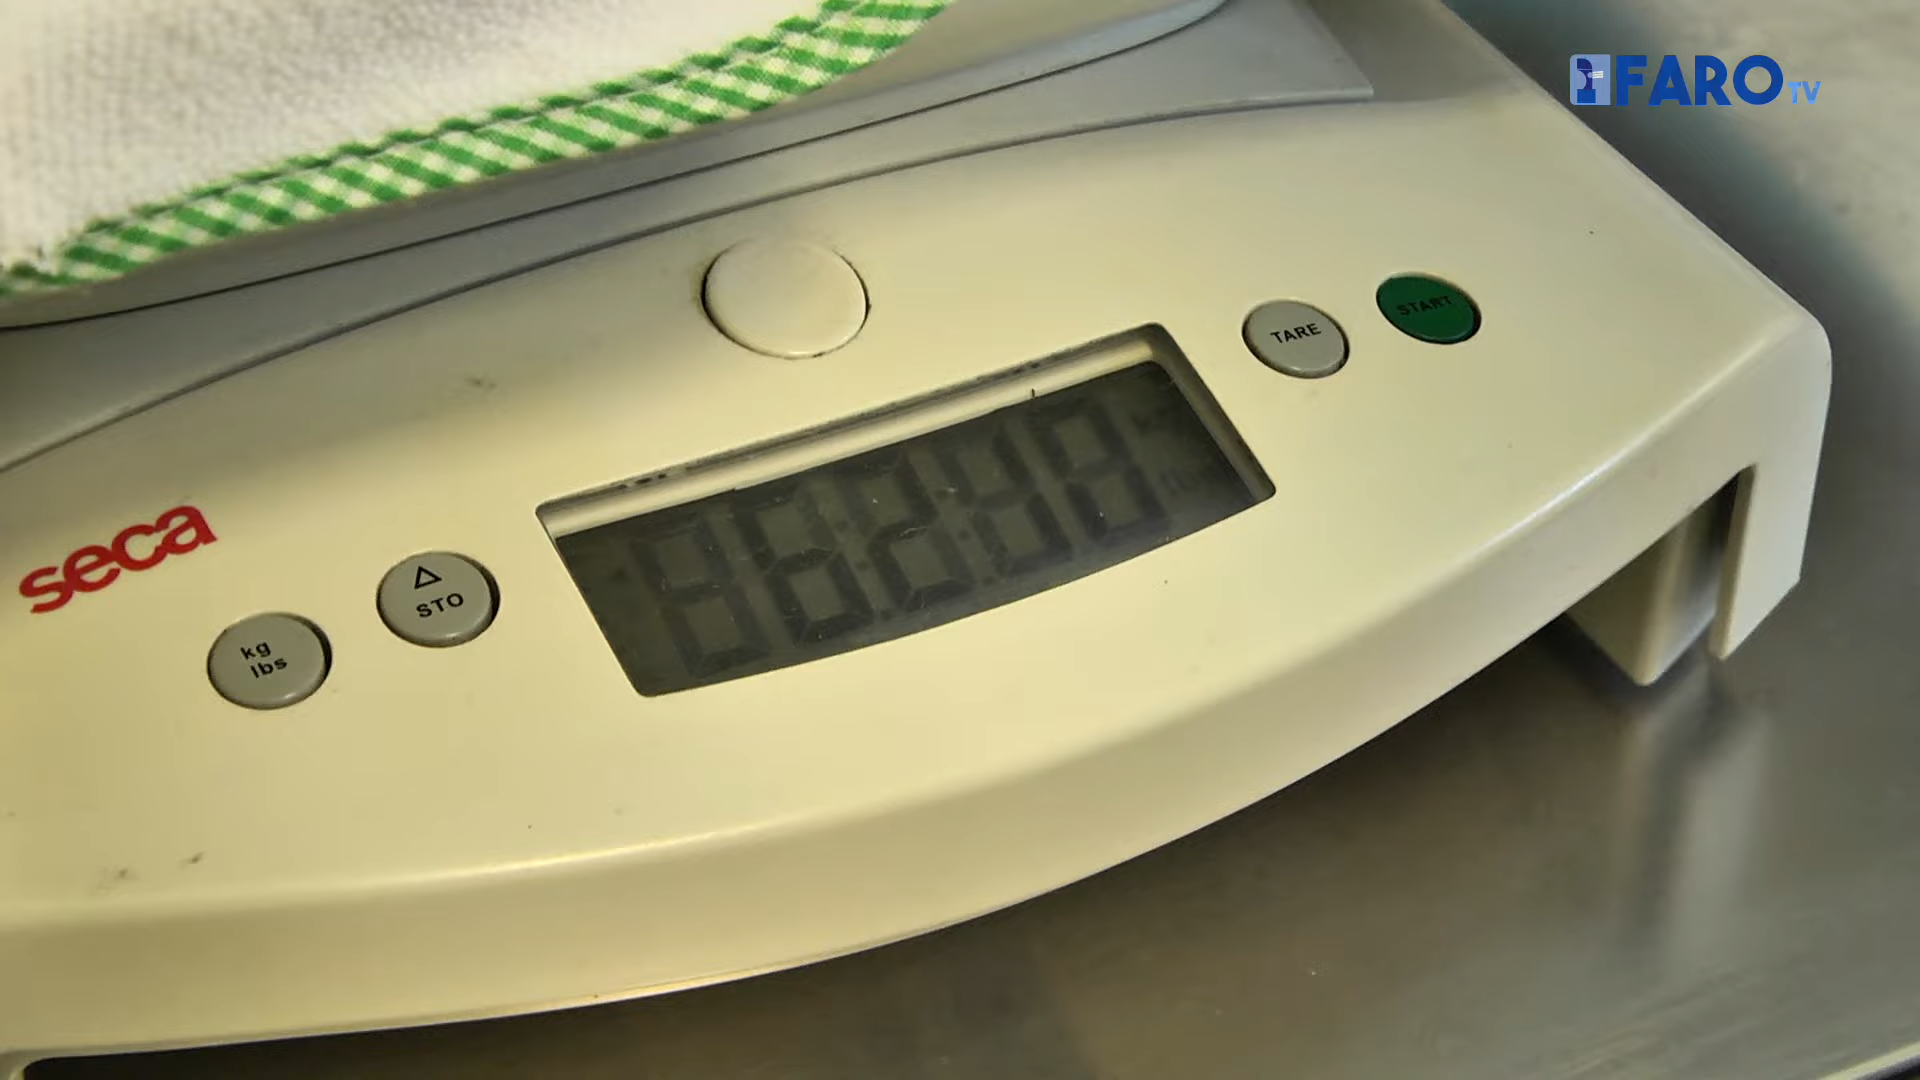 FARO TV
TARE
START
seca
△
STO
kg
lbs